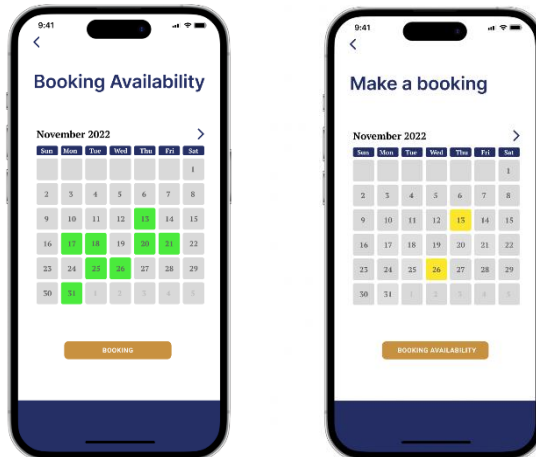 9:41
Booking Availability
November 2022
Sun Mon Tue Wed Thu Fri Sat
1
2 3 4 5 6 7 8
9 10 11 12 13 14 15
16 17 18 19 20 21 22
23 24 25 26 27 28 29
30 31 1 2 3 4 5
BOOKING
9:41
Make a booking
November 2022
Sun Mon Tue Wed Thu Fri Sat
1
2 3 4 5 6 7 8
9 10 11 12 13 14 15
16 17 18 19 20 21 22
23 24 25 26 27 28 29
30 31 1 2 3 4 5
BOOKING AVAILABILITY